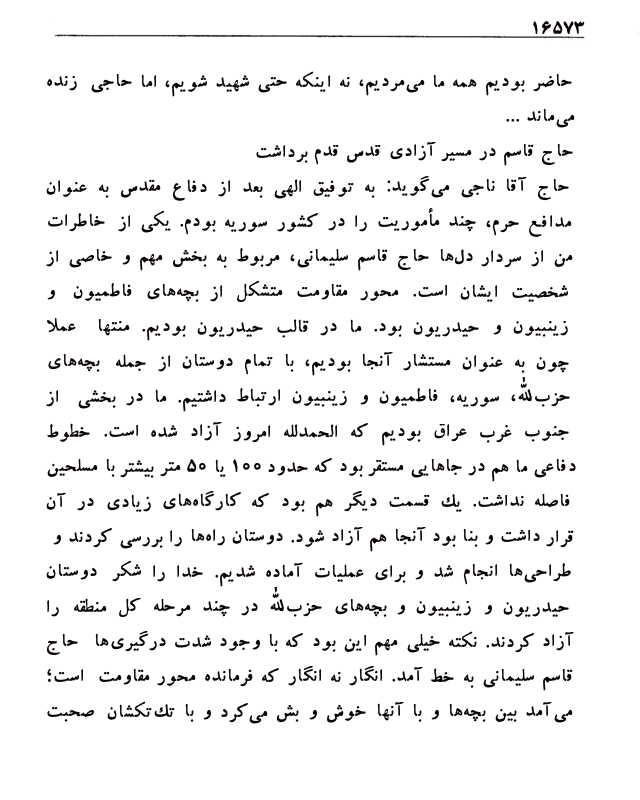 ۱۶۵۷۳
حاضر بودیم همه ما می‌مردیم، نه اینکه حتی شهید شویم، اما حاجی زنده
می‌ماند ...
حاج قاسم در مسیر آزادی قدس قدم برداشت
حاج آقا ناجی می‌گوید: به توفیق الهی بعد از دفاع مقدس به عنوان
مدافع حرم، چند مأموریت را در کشور سوریه بودم. یکی از خاطرات
من از سردار دل‌ها حاج قاسم سلیمانی، مربوط به بخش مهم و خاصی از
شخصیت ایشان است. محور مقاومت متشکل از بچه‌های فاطمیون و
زینبیون و حیدریون بود. ما در قالب حیدریون بودیم. منتها عملا
چون به عنوان مستشار آنجا بودیم، با تمام دوستان از جمله بچه‌های
حزب‌الله، سوریه، فاطمیون و زینبیون ارتباط داشتیم. ما در بخشی از
جنوب غرب عراق بودیم که الحمدلله امروز آزاد شده است. خطوط
دفاعی ما هم در جاهایی مستقر بود که حدود ۱۰۰ یا ۵۰ متر بیشتر با مسلحین
فاصله نداشت. یك قسمت دیگر هم بود که کارگاه‌های زیادی در آن
قرار داشت و بنا بود آنجا هم آزاد شود. دوستان راه‌ها را بررسی کردند و
طراحی‌ها انجام شد و برای عملیات آماده شدیم. خدا را شکر دوستان
حیدریون و زینبیون و بچه‌های حزب‌الله در چند مرحله کل منطقه را
آزاد کردند. نکته خیلی مهم این بود که با وجود شدت درگیری‌ها حاج
قاسم سلیمانی به خط آمد. انگار نه انگار که فرمانده محور مقاومت است؛
می‌آمد بین بچه‌ها و با آنها خوش و بش می‌کرد و با تك‌تکشان صحبت